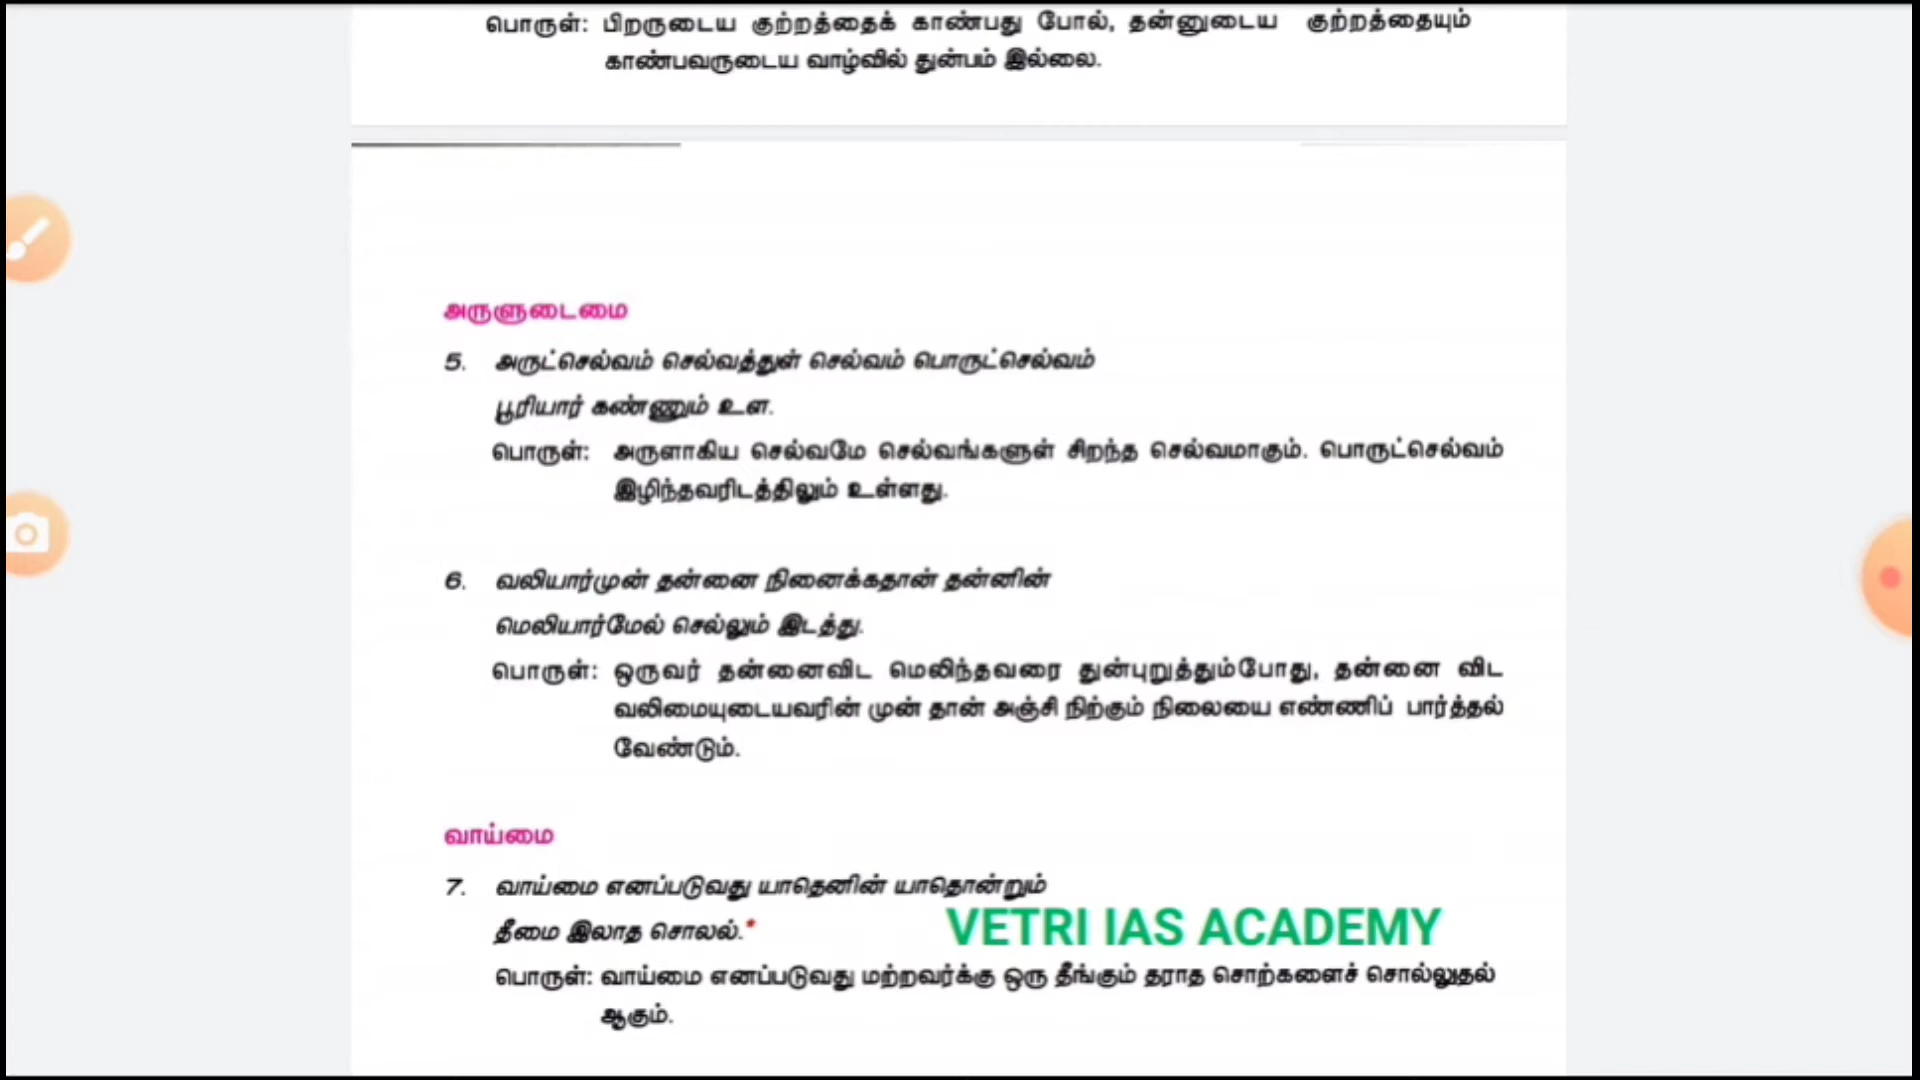 பொருள்: பிறருடைய குற்றத்தைக் காண்பது போல், தன்னுடைய குற்றத்தையும்
காண்பவருடைய வாழ்வில் துன்பம் இல்லை.
அருளுடைமை
5. அருட்செல்வம் செல்வத்துள் செல்வம் பொருட்செல்வம்
பூரியார் கண்ணும் உள.
பொருள்: அருளாகிய செல்வமே செல்வங்களுள் சிறந்த செல்வமாகும். பொருட்செல்வம்
இழிந்தவரிடத்திலும் உள்ளது.
6. வலியார்முன் தன்னை நினைக்கதான் தன்னின்
மெலியார்மேல் செல்லும் இடத்து.
பொருள்: ஒருவர் தன்னைவிட மெலிந்தவரை துன்புறுத்தும்போது, தன்னை விட
வலிமையுடையவரின் முன் தான் அஞ்சி நிற்கும் நிலையை எண்ணிப் பார்த்தல்
வேண்டும்.
வாய்மை
7. வாய்மை எனப்படுவது யாதெனின் யாதொன்றும்
தீமை இலாத சொலல்.*
VETRI IAS ACADEMY
பொருள்: வாய்மை எனப்படுவது மற்றவர்க்கு ஒரு தீங்கும் தராத சொற்களைச் சொல்லுதல்
ஆகும்.